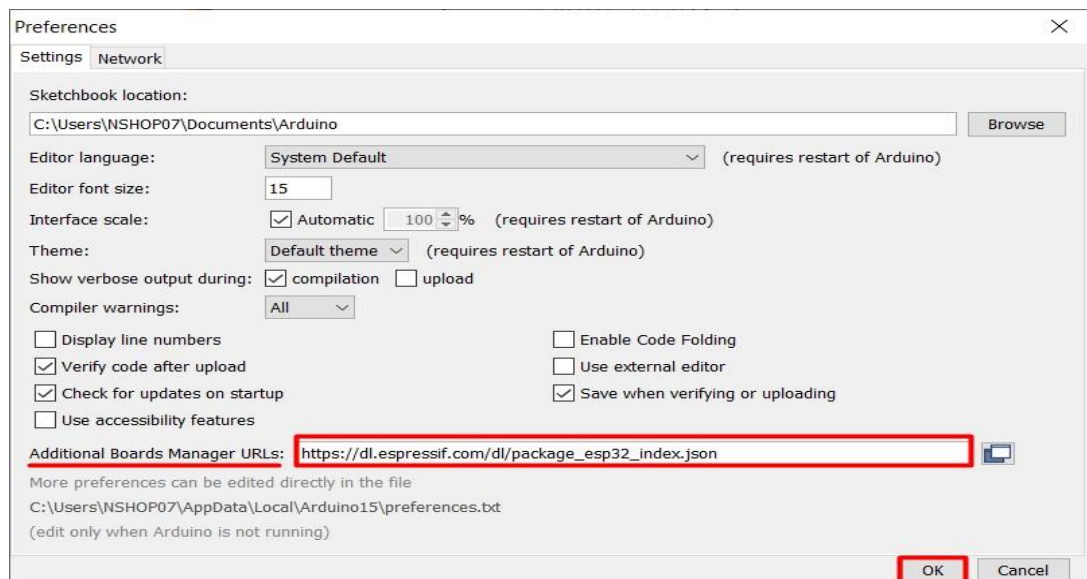 Preferences
Settings Network
Sketchbook location:
C:\Users\NSHOP07\Documents\Arduino Browse
Editor language: System Default (requires restart of Arduino)
Editor font size: 15
Interface scale: Automatic 100 % (requires restart of Arduino)
Theme: Default theme (requires restart of Arduino)
Show verbose output during: compilation upload
Compiler warnings: All
Display line numbers Enable Code Folding
Verify code after upload Use external editor
Check for updates on startup Save when verifying or uploading
Use accessibility features
Additional Boards Manager URLs: https://dl.espressif.com/dl/package_esp32_index.json
More preferences can be edited directly in the file
C:\Users\NSHOP07\AppData\Local\Arduino15\preferences.txt
(edit only when Arduino is not running)
OK Cancel